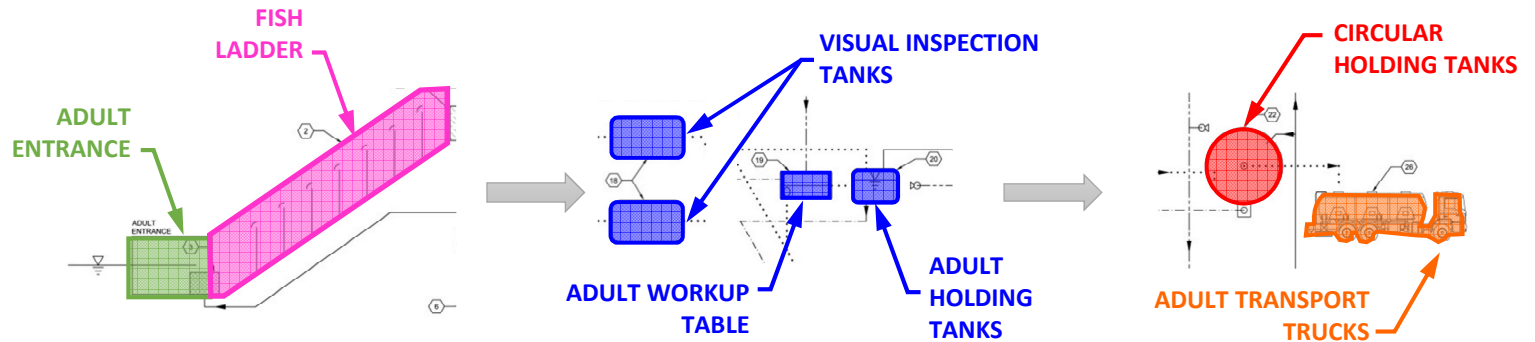 FISH
LADDER
ADULT
ENTRANCE
2
ADULT
ENTRANCE
3
6
VISUAL INSPECTION
TANKS
18
19
20
ADULT WORKUP
TABLE
ADULT
HOLDING
TANKS
CIRCULAR
HOLDING TANKS
22
26
ADULT TRANSPORT
TRUCKS